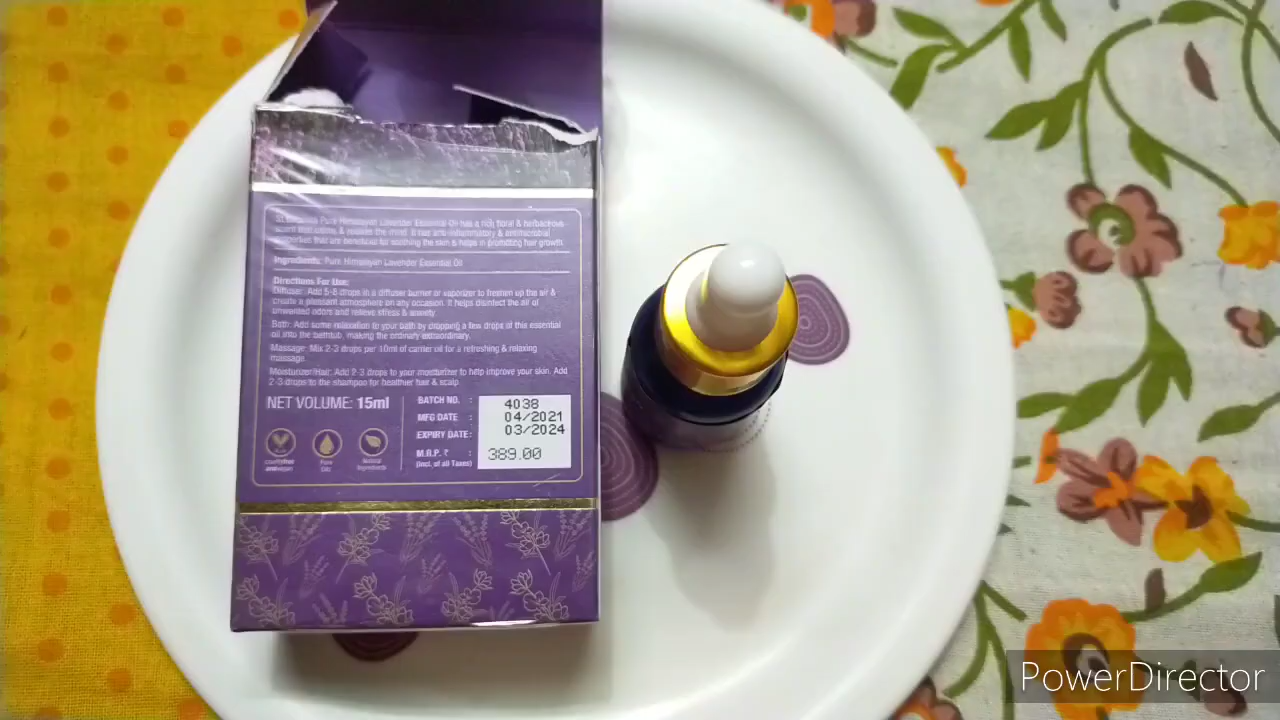 Pure Himalayan Lavender Essential Oil has a rich floral & herbaceous
scent that calms & relaxes the mind. It has anti-inflammatory & antimicrobial
properties that are beneficial for soothing the skin & helps in promoting hair growth.
Ingredients: Pure Himalayan Lavender Essential Oil
Directions For Use:
Diffuser: Add 5-6 drops in a diffuser burner or vaporizer to freshen up the air &
create a pleasant atmosphere on any occasion. It helps disinfect the air of
unwanted odors and relieve stress & anxiety.
Bath: Add some relaxation to your bath by dropping a few drops of this essential
oil into the bathtub, making the ordinary-extraordinary.
Massage: Mix 2-3 drops per 10ml of carrier oil for a refreshing & relaxing
massage.
Moisturizer/Hair: Add 2-3 drops to your moisturizer to help improve your skin. Add
2-3 drops to the shampoo for healthier hair & scalp.
NET VOLUME: 15ml
BATCH NO. : 4038
MFG DATE : 04/2021
EXPIRY DATE : 03/2024
M.R.P. ₹ : 389.00
(Incl. of all Taxes)
Pure
Natural
Ingredients
PowerDirector